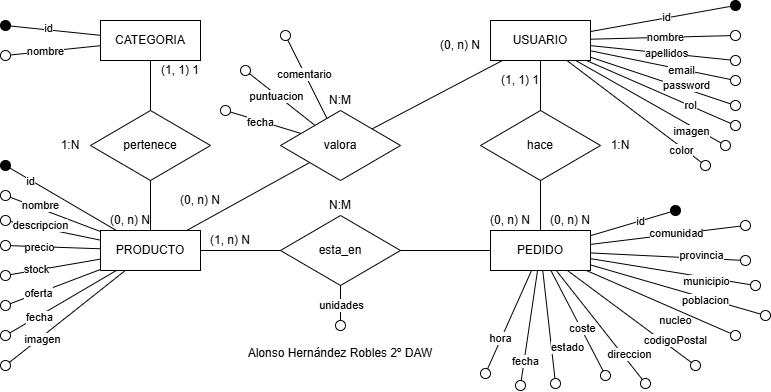 id
nombre
CATEGORIA
(1, 1) 1
1:N
pertenece
(0, n) N
comentario
puntuacion
fecha
N:M
valora
(0, n) N
(0, n) N
USUARIO
id
nombre
apellidos
email
password
rol
imagen
color
(1, 1) 1
hace
1:N
(0, n) N
(0, n) N
id
nombre
descripcion
precio
stock
oferta
fecha
imagen
PRODUCTO
(1, n) N
N:M
esta_en
unidades
PEDIDO
id
comunidad
provincia
municipio
poblacion
nucleo
codigoPostal
direccion
coste
estado
fecha
hora
Alonso Hernández Robles 2º DAW